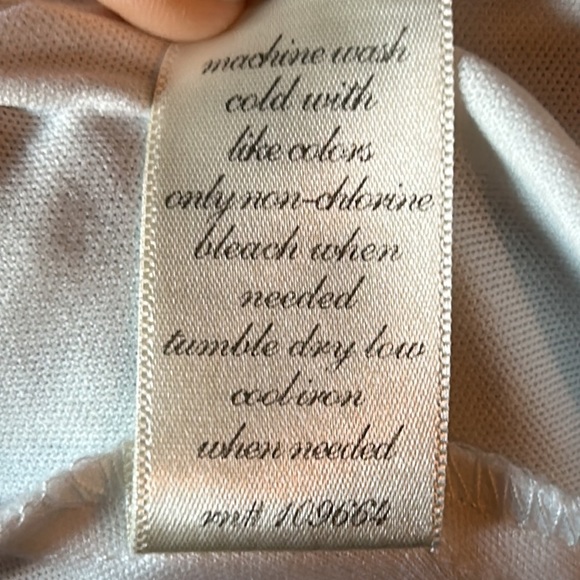 machine wash
cold with
like colors
only non-chlorine
bleach when
needed
tumble dry low
cool iron
when needed
rn# 109664